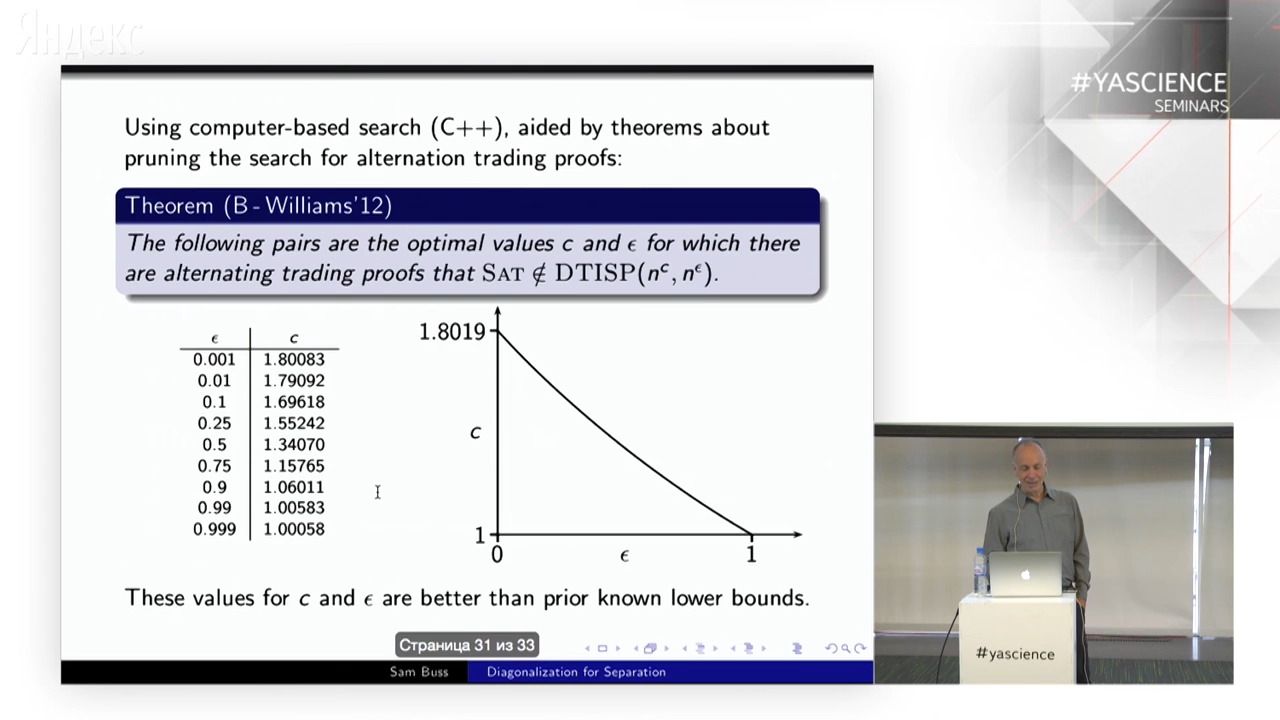 Яндекс
#YASCIENCE
SEMINARS
Using computer-based search (C++), aided by theorems about
pruning the search for alternation trading proofs:
Theorem (B - Williams'12)
The following pairs are the optimal values c and ϵ for which there
are alternating trading proofs that SAT ∉ DTISP(nᶜ, nᵋ).
ϵ c
0.001 1.80083
0.01 1.79092
0.1 1.69618
0.25 1.55242
0.5 1.34070
0.75 1.15765
0.9 1.06011
0.99 1.00583
0.999 1.00058
1.8019
c
1
0 ϵ 1
These values for c and ϵ are better than prior known lower bounds.
Страница 31 из 33
Sam Buss Diagonalization for Separation
#yascience